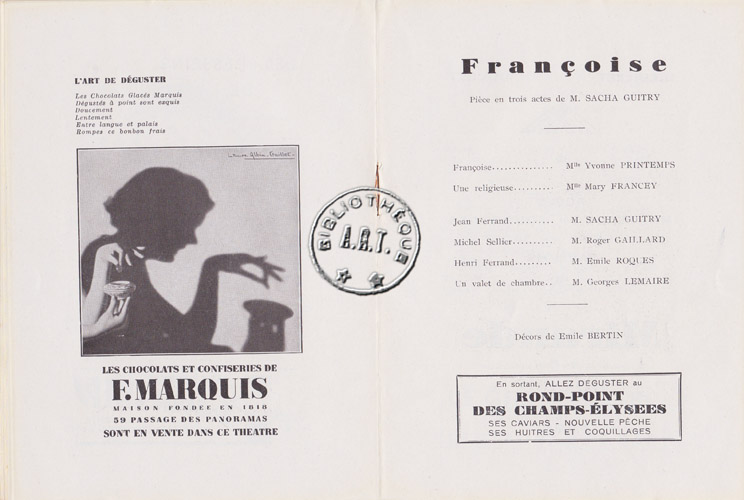 L'ART DE DÉGUSTER
Les Chocolats Glacés Marquis
Dégustés à point sont exquis
Doucement
Lentement
Entre langue et palais
Rompez ce bonbon frais
LES CHOCOLATS ET CONFISERIES DE
F. MARQUIS
MAISON FONDEE EN 1818
59 PASSAGE DES PANORAMAS
SONT EN VENTE DANS CE THEATRE
BIBLIOTHÈQUE
A.R.T.
Françoise
Pièce en trois actes de M. SACHA GUITRY
Françoise............... Mlle Yvonne PRINTEMPS
Une religieuse......... Mlle Mary FRANCEY
Jean Ferrand........... M. SACHA GUITRY
Michel Sellier.......... M. Roger GAILLARD
Henri Ferrand......... M. Emile ROQUES
Un valet de chambre.. M. Georges LEMAIRE
Décors de Emile BERTIN
En sortant, ALLEZ DÉGUSTER au
ROND-POINT
DES CHAMPS-ÉLYSEES
SES CAVIARS - NOUVELLE PÊCHE
SES HUITRES ET COQUILLAGES